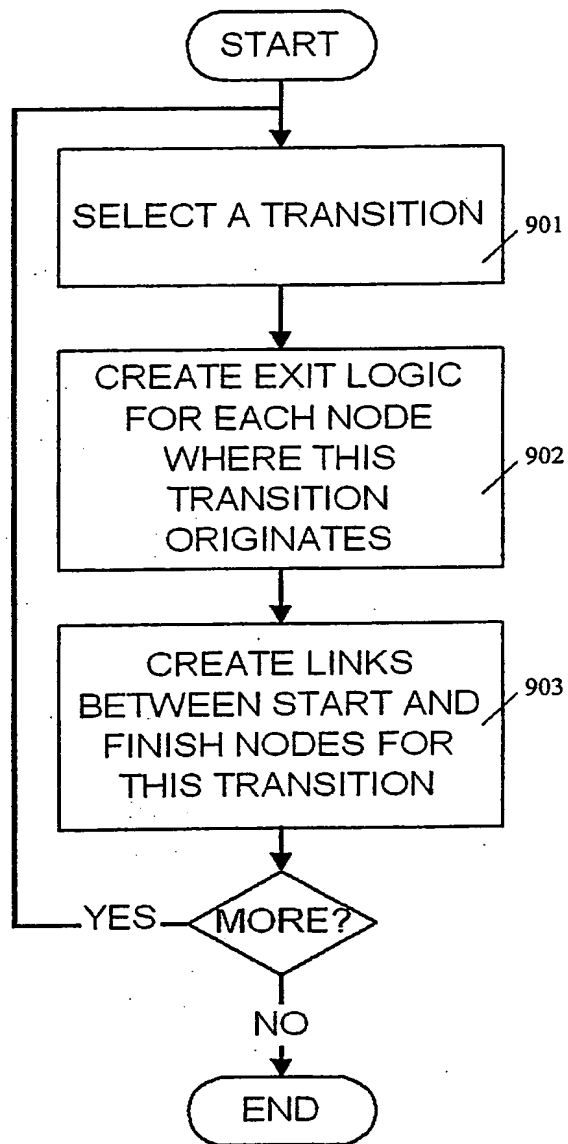 START
SELECT A TRANSITION
901
CREATE EXIT LOGIC
FOR EACH NODE
WHERE THIS
TRANSITION
ORIGINATES
902
CREATE LINKS
BETWEEN START AND
FINISH NODES FOR
THIS TRANSITION
903
YES
MORE?
NO
END